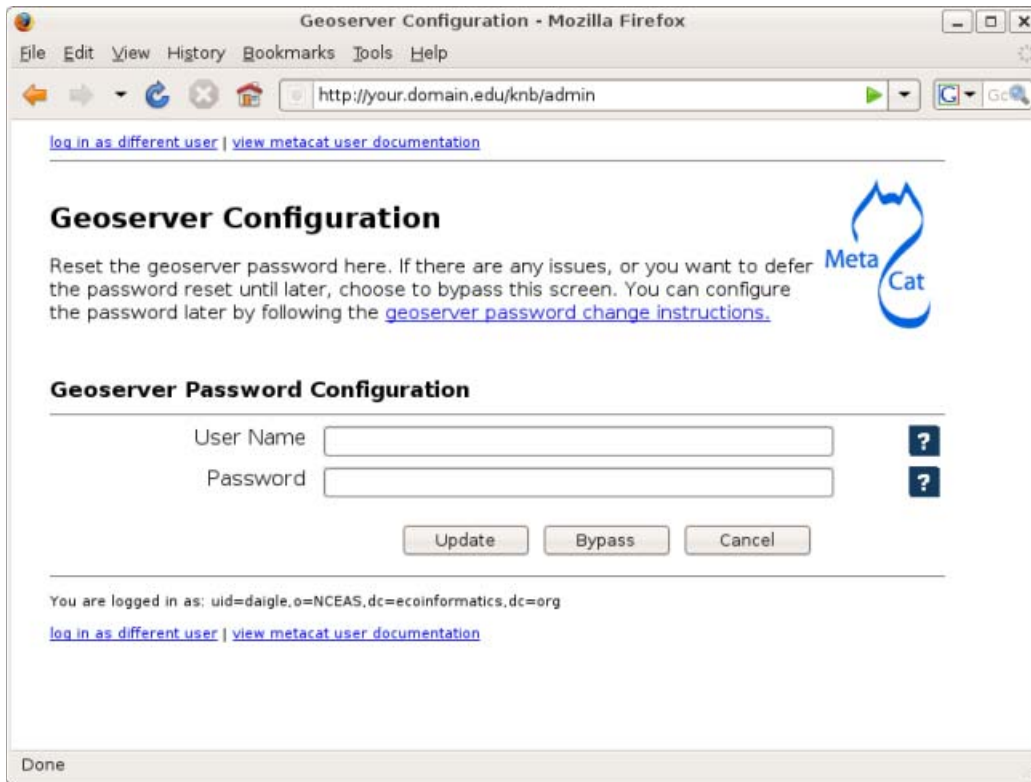 Geoserver Configuration - Mozilla Firefox
File Edit View History Bookmarks Tools Help
http://your.domain.edu/knb/admin
G
log in as different user | view metacat user documentation
Geoserver Configuration
Reset the geoserver password here. If there are any issues, or you want to defer
the password reset until later, choose to bypass this screen. You can configure
the password later by following the geoserver password change instructions.
Meta
Cat
Geoserver Password Configuration
User Name
?
Password
?
Update Bypass Cancel
You are logged in as: uid=daigle,o=NCEAS,dc=ecoinformatics,dc=org
log in as different user | view metacat user documentation
Done